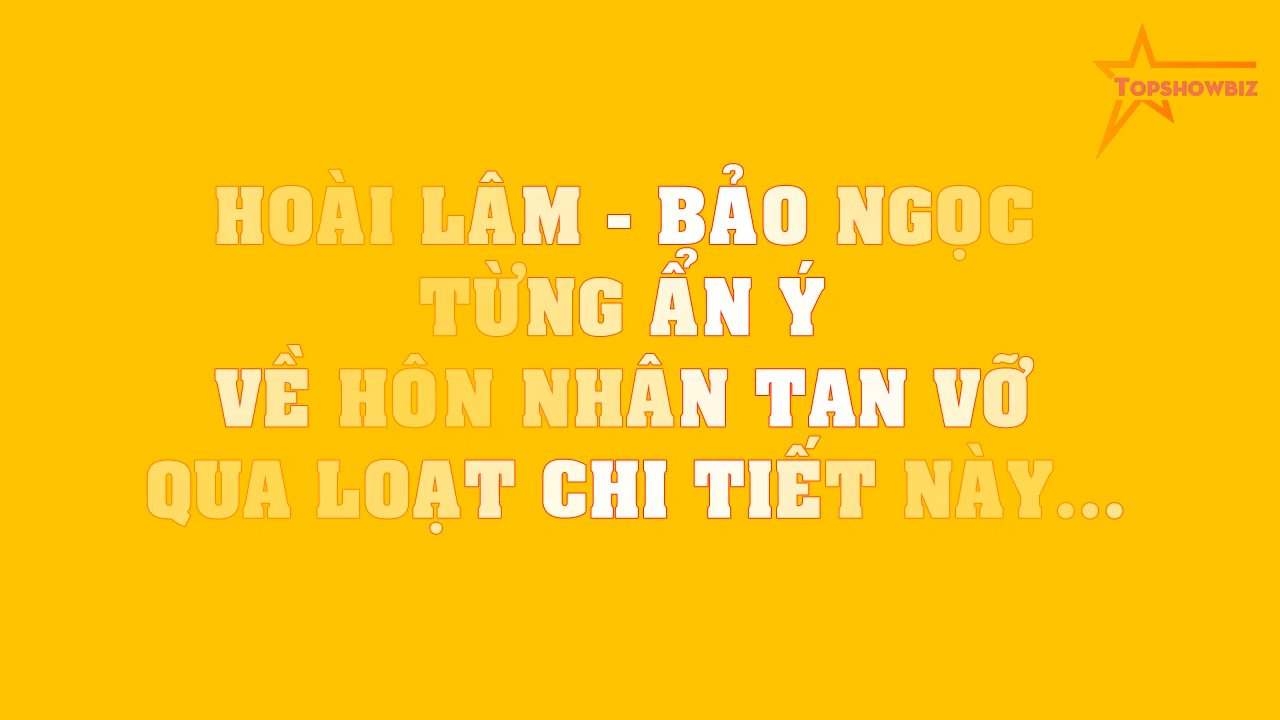 TOPSHOWBIZ
HOÀI LÂM - BẢO NGỌC
TỪNG ẨN Ý
VỀ HÔN NHÂN TAN VỠ
QUA LOẠT CHI TIẾT NÀY...